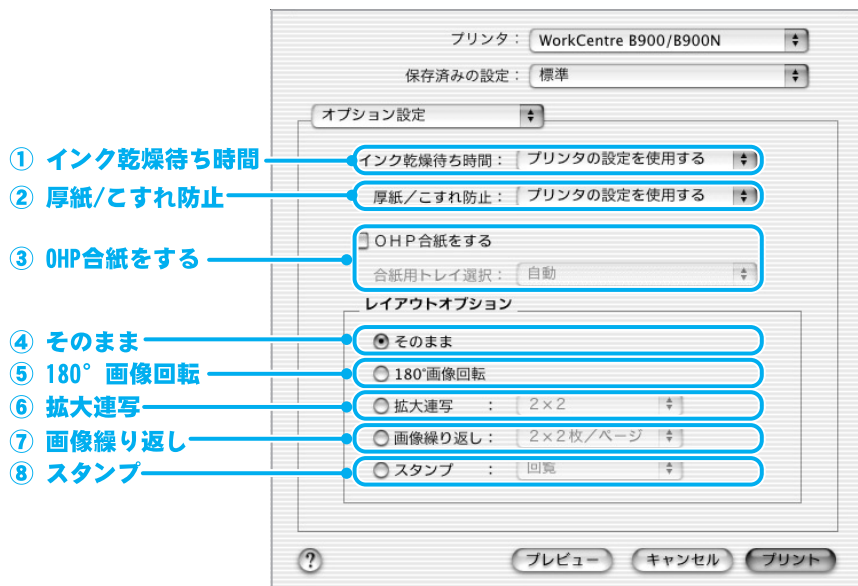 プリンタ： WorkCentre B900/B900N
保存済みの設定： 標準
オプション設定
① インク乾燥待ち時間
インク乾燥待ち時間： プリンタの設定を使用する
② 厚紙/こすれ防止
厚紙／こすれ防止： プリンタの設定を使用する
③ OHP合紙をする
ＯＨＰ合紙をする
合紙用トレイ選択： 自動
レイアウトオプション
④ そのまま
そのまま
⑤ 180°画像回転
180°画像回転
⑥ 拡大連写
拡大連写 ： ２×２
⑦ 画像繰り返し
画像繰り返し： ２×２枚／ページ
⑧ スタンプ
スタンプ ： 回覧
?
プレビュー キャンセル プリント